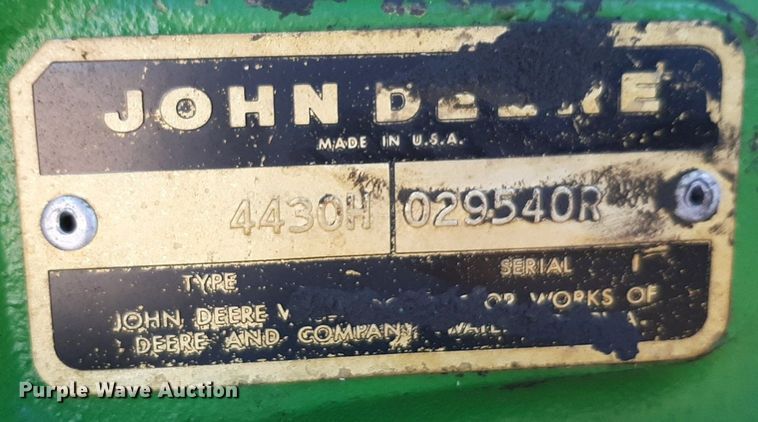 JOHN DEERE
MADE IN U.S.A.
4430H 029540R
TYPE SERIAL
JOHN DEERE WORKS OF
DEERE AND COMPANY
Purple Wave Auction